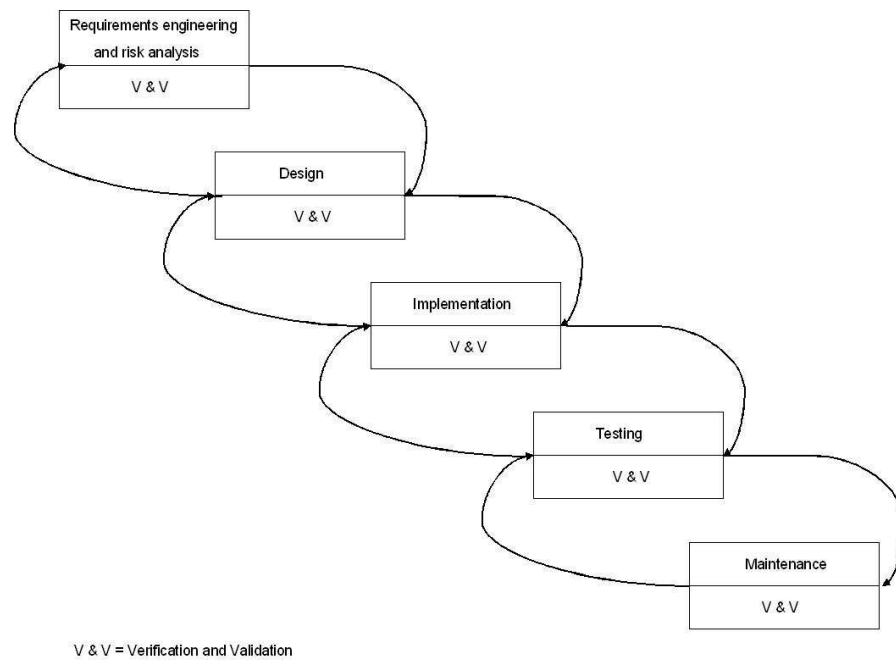 Requirements engineering
and risk analysis
V & V
Design
V & V
Implementation
V & V
Testing
V & V
Maintenance
V & V
V & V = Verification and Validation